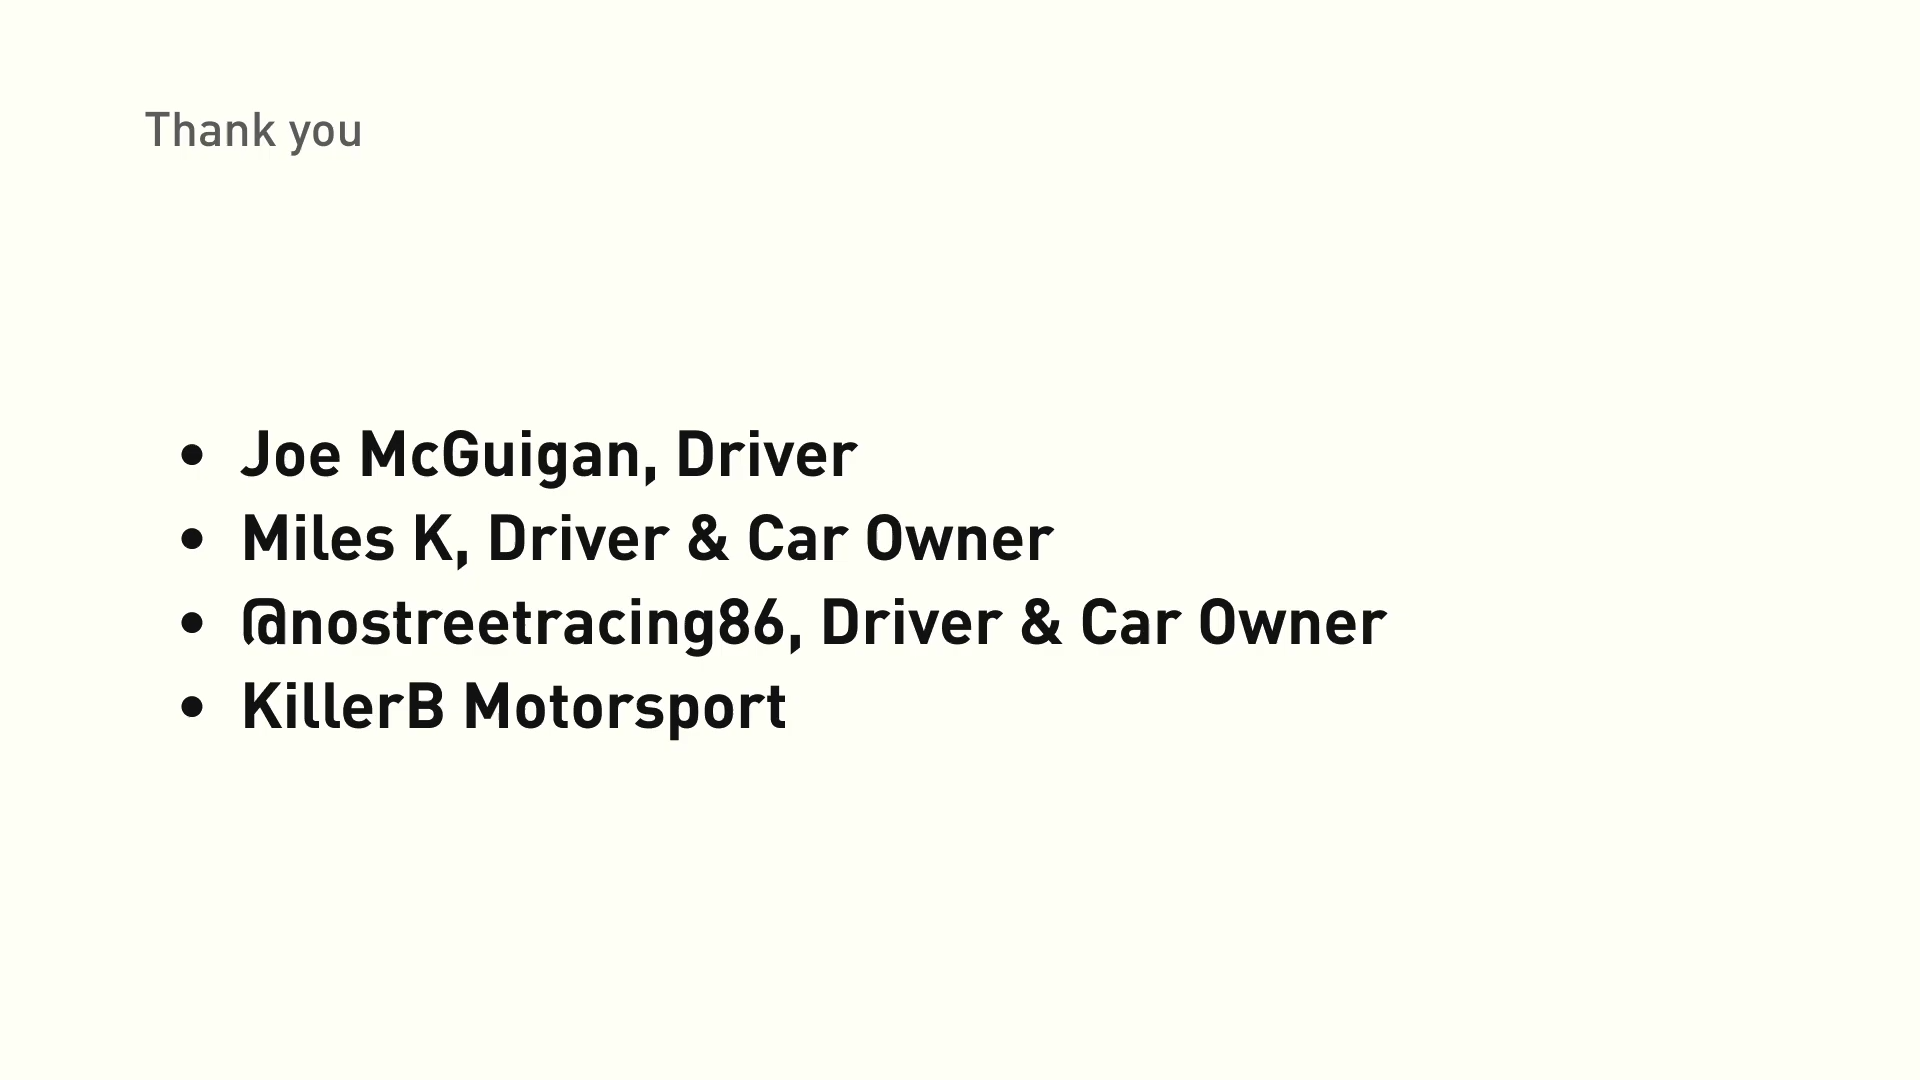 Thank you
• Joe McGuigan, Driver
• Miles K, Driver & Car Owner
• @nostreetracing86, Driver & Car Owner
• KillerB Motorsport